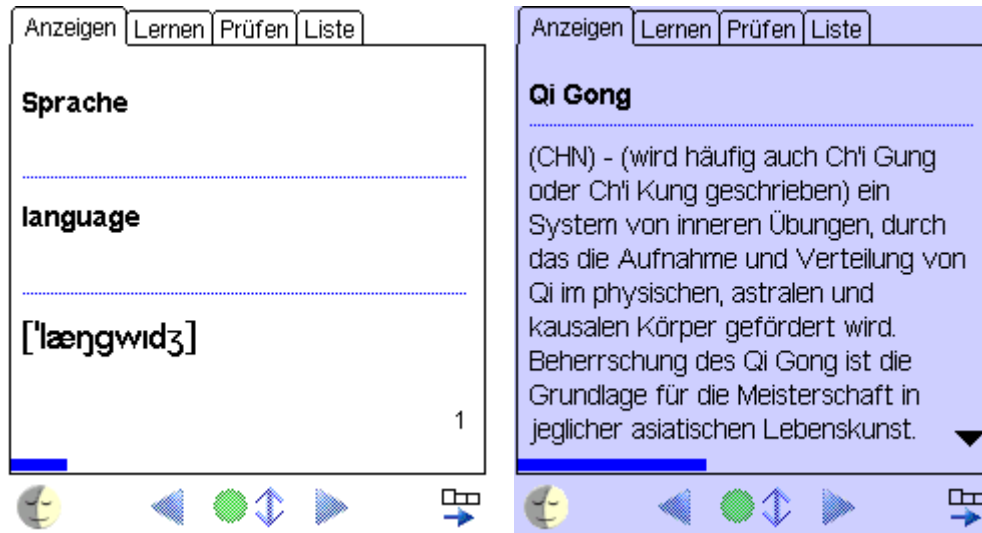 Anzeigen Lernen Prüfen Liste
Sprache
language
['læŋgwıdʒ]
1
Anzeigen Lernen Prüfen Liste
Qi Gong
(CHN) - (wird häufig auch Ch'i Gung
oder Ch'i Kung geschrieben) ein
System von inneren Übungen, durch
das die Aufnahme und Verteilung von
Qi im physischen, astralen und
kausalen Körper gefördert wird.
Beherrschung des Qi Gong ist die
Grundlage für die Meisterschaft in
jeglicher asiatischen Lebenskunst.